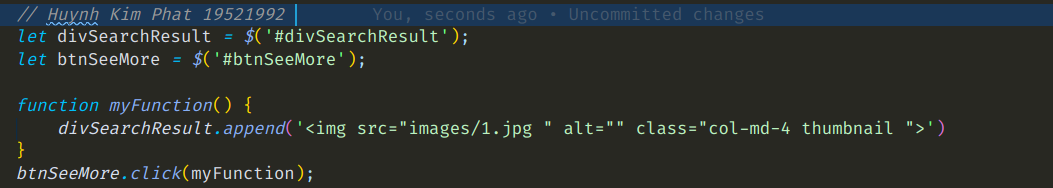 // Huynh Kim Phat 19521992 You, seconds ago • Uncommitted changes
let divSearchResult = $('#divSearchResult');
let btnSeeMore = $('#btnSeeMore');
function myFunction() {
divSearchResult.append('<img src="images/1.jpg " alt="" class="col-md-4 thumbnail ">')
}
btnSeeMore.click(myFunction);